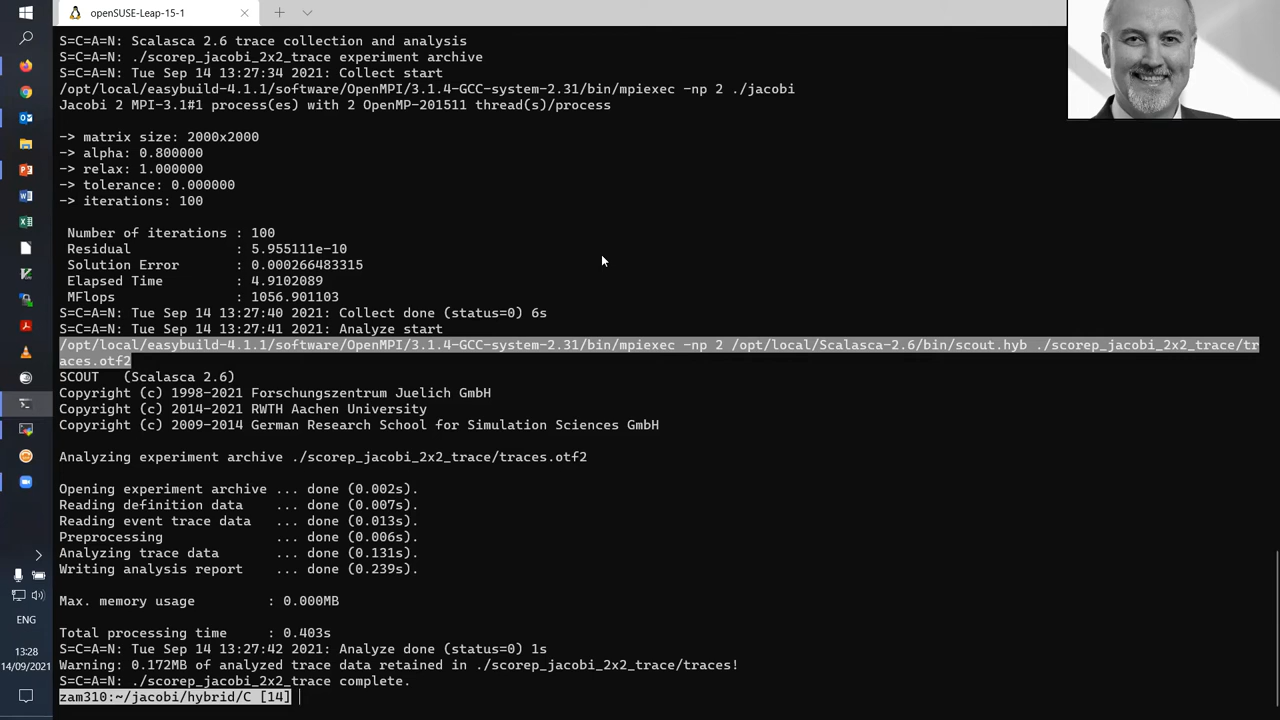 openSUSE-Leap-15-1
S=C=A=N: Scalasca 2.6 trace collection and analysis
S=C=A=N: ./scorep_jacobi_2x2_trace experiment archive
S=C=A=N: Tue Sep 14 13:27:34 2021: Collect start
/opt/local/easybuild-4.1.1/software/OpenMPI/3.1.4-GCC-system-2.31/bin/mpiexec -np 2 ./jacobi
Jacobi 2 MPI-3.1#1 process(es) with 2 OpenMP-201511 thread(s)/process
-> matrix size: 2000x2000
-> alpha: 0.800000
-> relax: 1.000000
-> tolerance: 0.000000
-> iterations: 100
Number of iterations : 100
Residual : 5.955111e-10
Solution Error : 0.000266483315
Elapsed Time : 4.9102089
MFlops : 1056.901103
S=C=A=N: Tue Sep 14 13:27:40 2021: Collect done (status=0) 6s
S=C=A=N: Tue Sep 14 13:27:41 2021: Analyze start
/opt/local/easybuild-4.1.1/software/OpenMPI/3.1.4-GCC-system-2.31/bin/mpiexec -np 2 /opt/local/Scalasca-2.6/bin/scout.hyb ./scorep_jacobi_2x2_trace/tr
aces.otf2
SCOUT (Scalasca 2.6)
Copyright (c) 1998-2021 Forschungszentrum Juelich GmbH
Copyright (c) 2014-2021 RWTH Aachen University
Copyright (c) 2009-2014 German Research School for Simulation Sciences GmbH
Analyzing experiment archive ./scorep_jacobi_2x2_trace/traces.otf2
Opening experiment archive ... done (0.002s).
Reading definition data ... done (0.007s).
Reading event trace data ... done (0.013s).
Preprocessing ... done (0.006s).
Analyzing trace data ... done (0.131s).
Writing analysis report ... done (0.239s).
Max. memory usage : 0.000MB
Total processing time : 0.403s
S=C=A=N: Tue Sep 14 13:27:42 2021: Analyze done (status=0) 1s
Warning: 0.172MB of analyzed trace data retained in ./scorep_jacobi_2x2_trace/traces!
S=C=A=N: ./scorep_jacobi_2x2_trace complete.
zam310:~/jacobi/hybrid/C [14]
ENG
13:28
14/09/2021